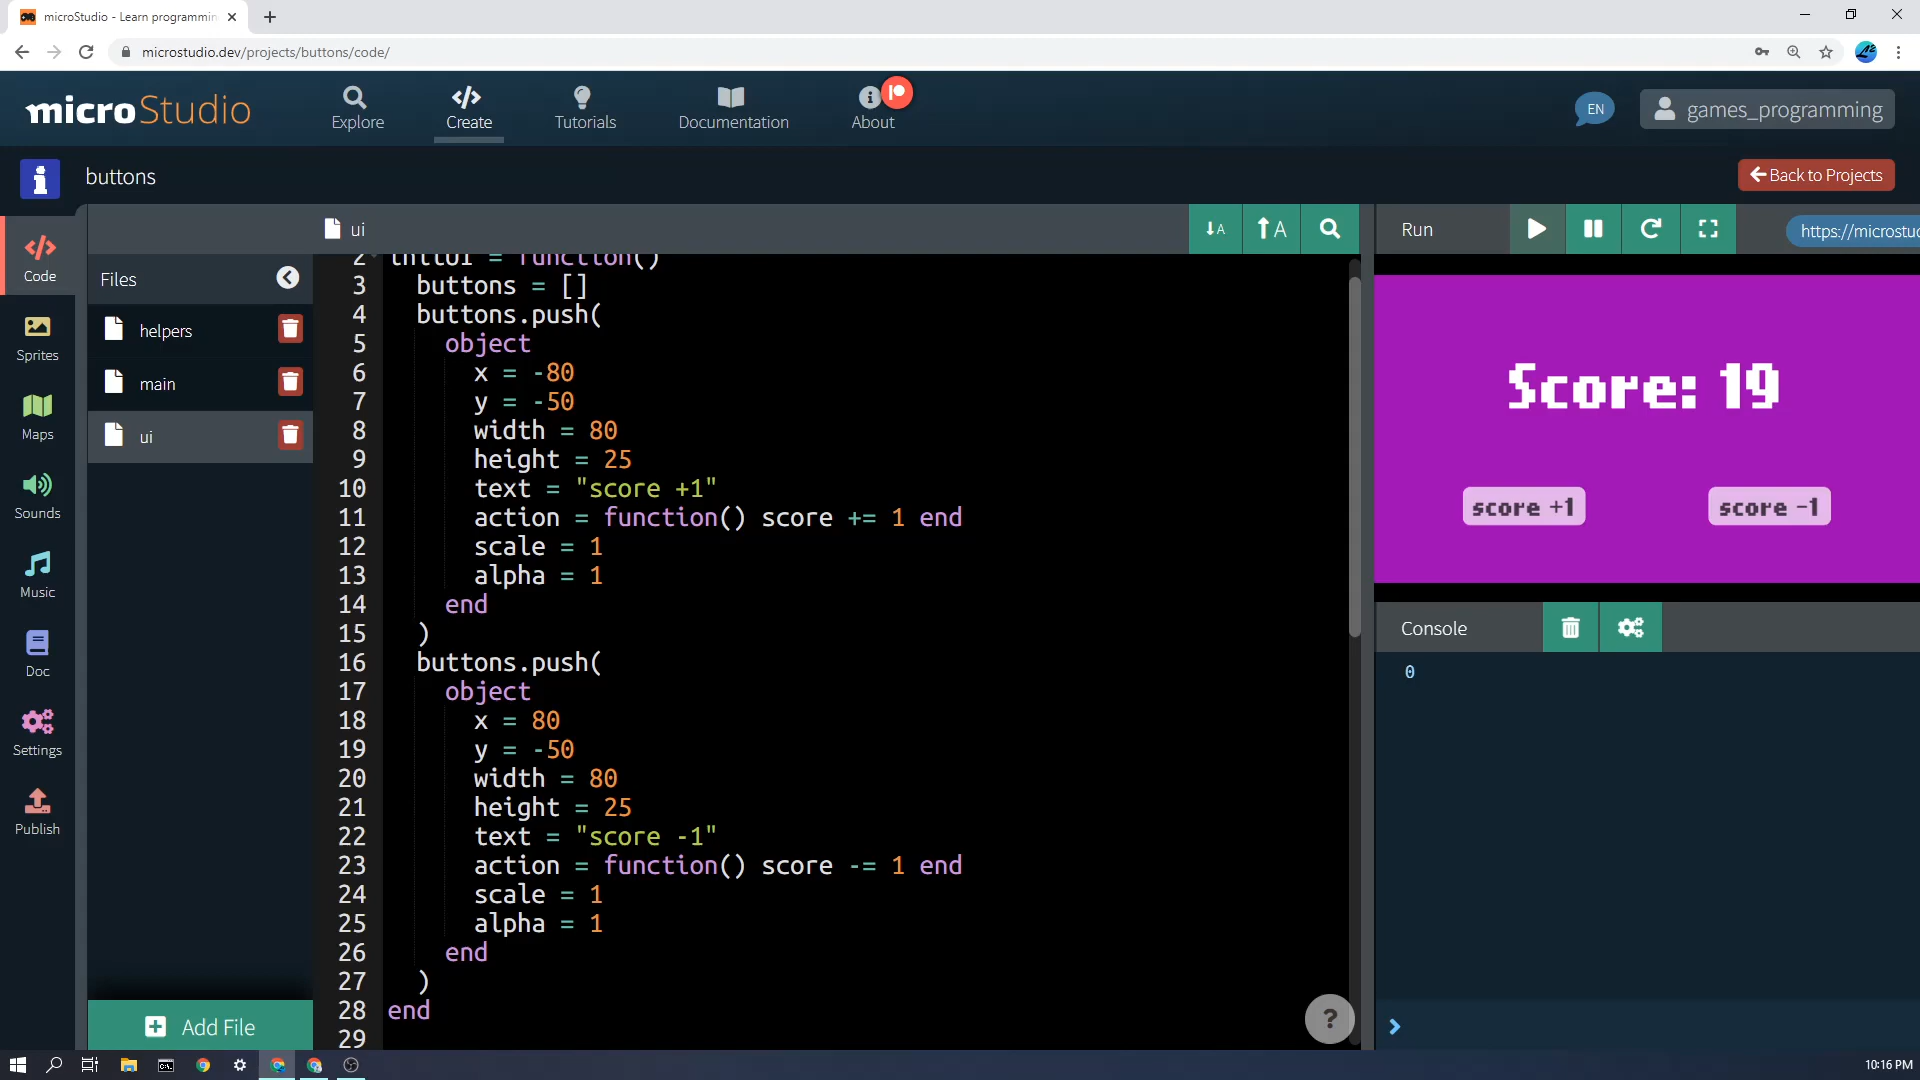 microStudio - Learn programmin
microstudio.dev/projects/buttons/code/
microStudio
Explore
Create
Tutorials
Documentation
About
EN
games_programming
buttons
Back to Projects
Code
Sprites
Maps
Sounds
Music
Doc
Settings
Publish
Files
helpers
main
ui
Add File
ui
2 initUI = function()
3 buttons = []
4 buttons.push(
5 object
6 x = -80
7 y = -50
8 width = 80
9 height = 25
10 text = "score +1"
11 action = function() score += 1 end
12 scale = 1
13 alpha = 1
14 end
15 )
16 buttons.push(
17 object
18 x = 80
19 y = -50
20 width = 80
21 height = 25
22 text = "score -1"
23 action = function() score -= 1 end
24 scale = 1
25 alpha = 1
26 end
27 )
28 end
29
?
Run
https://microstuc
Score: 19
score +1
score -1
Console
0
10:16 PM